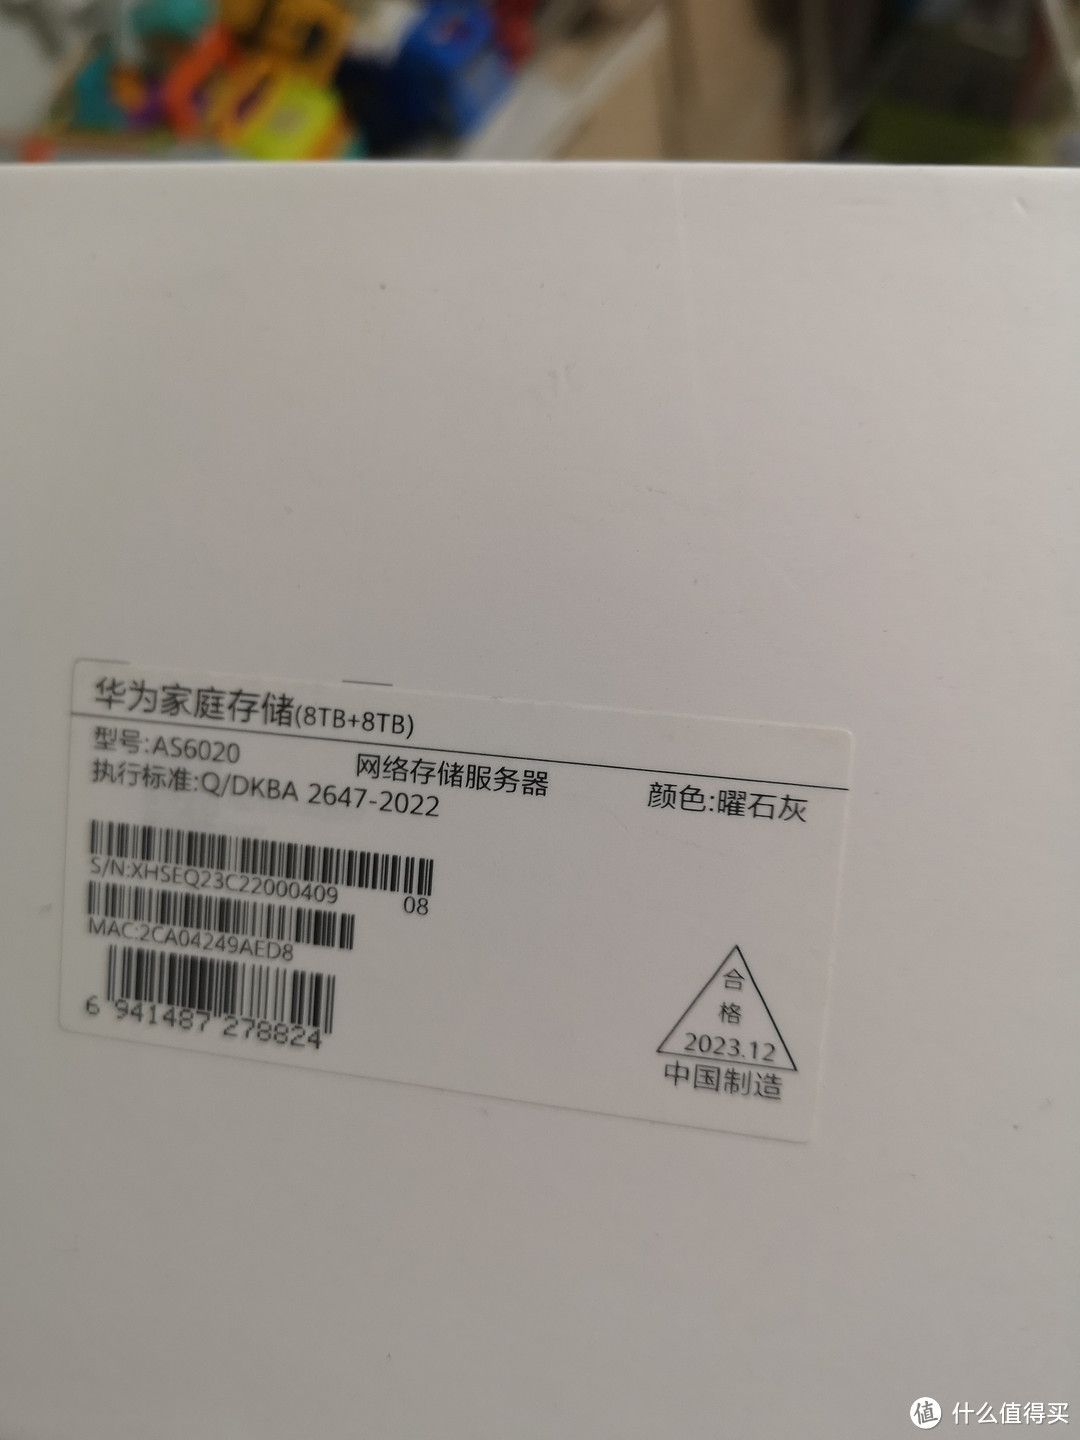 华为家庭存储(8TB+8TB)
型号:AS6020
网络存储服务器
颜色:曜石灰
执行标准:Q/DKBA 2647-2022
S/N:XHSEQ23C22000409
08
MAC:2CA04249AED8
6 941487 278824
合
格
2023.12
中国制造
值 什么值得买